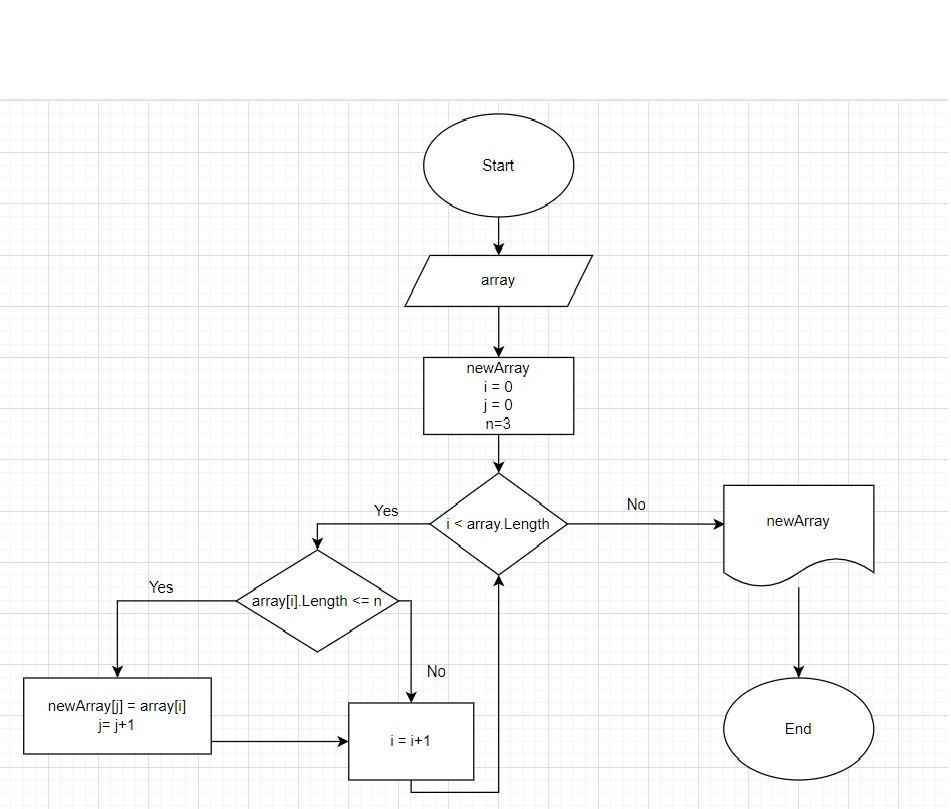 Start
array
newArray
i = 0
j = 0
n=3
i < array.Length
Yes
No
newArray
array[i].Length <= n
Yes
No
newArray[j] = array[i]
j= j+1
i = i+1
End